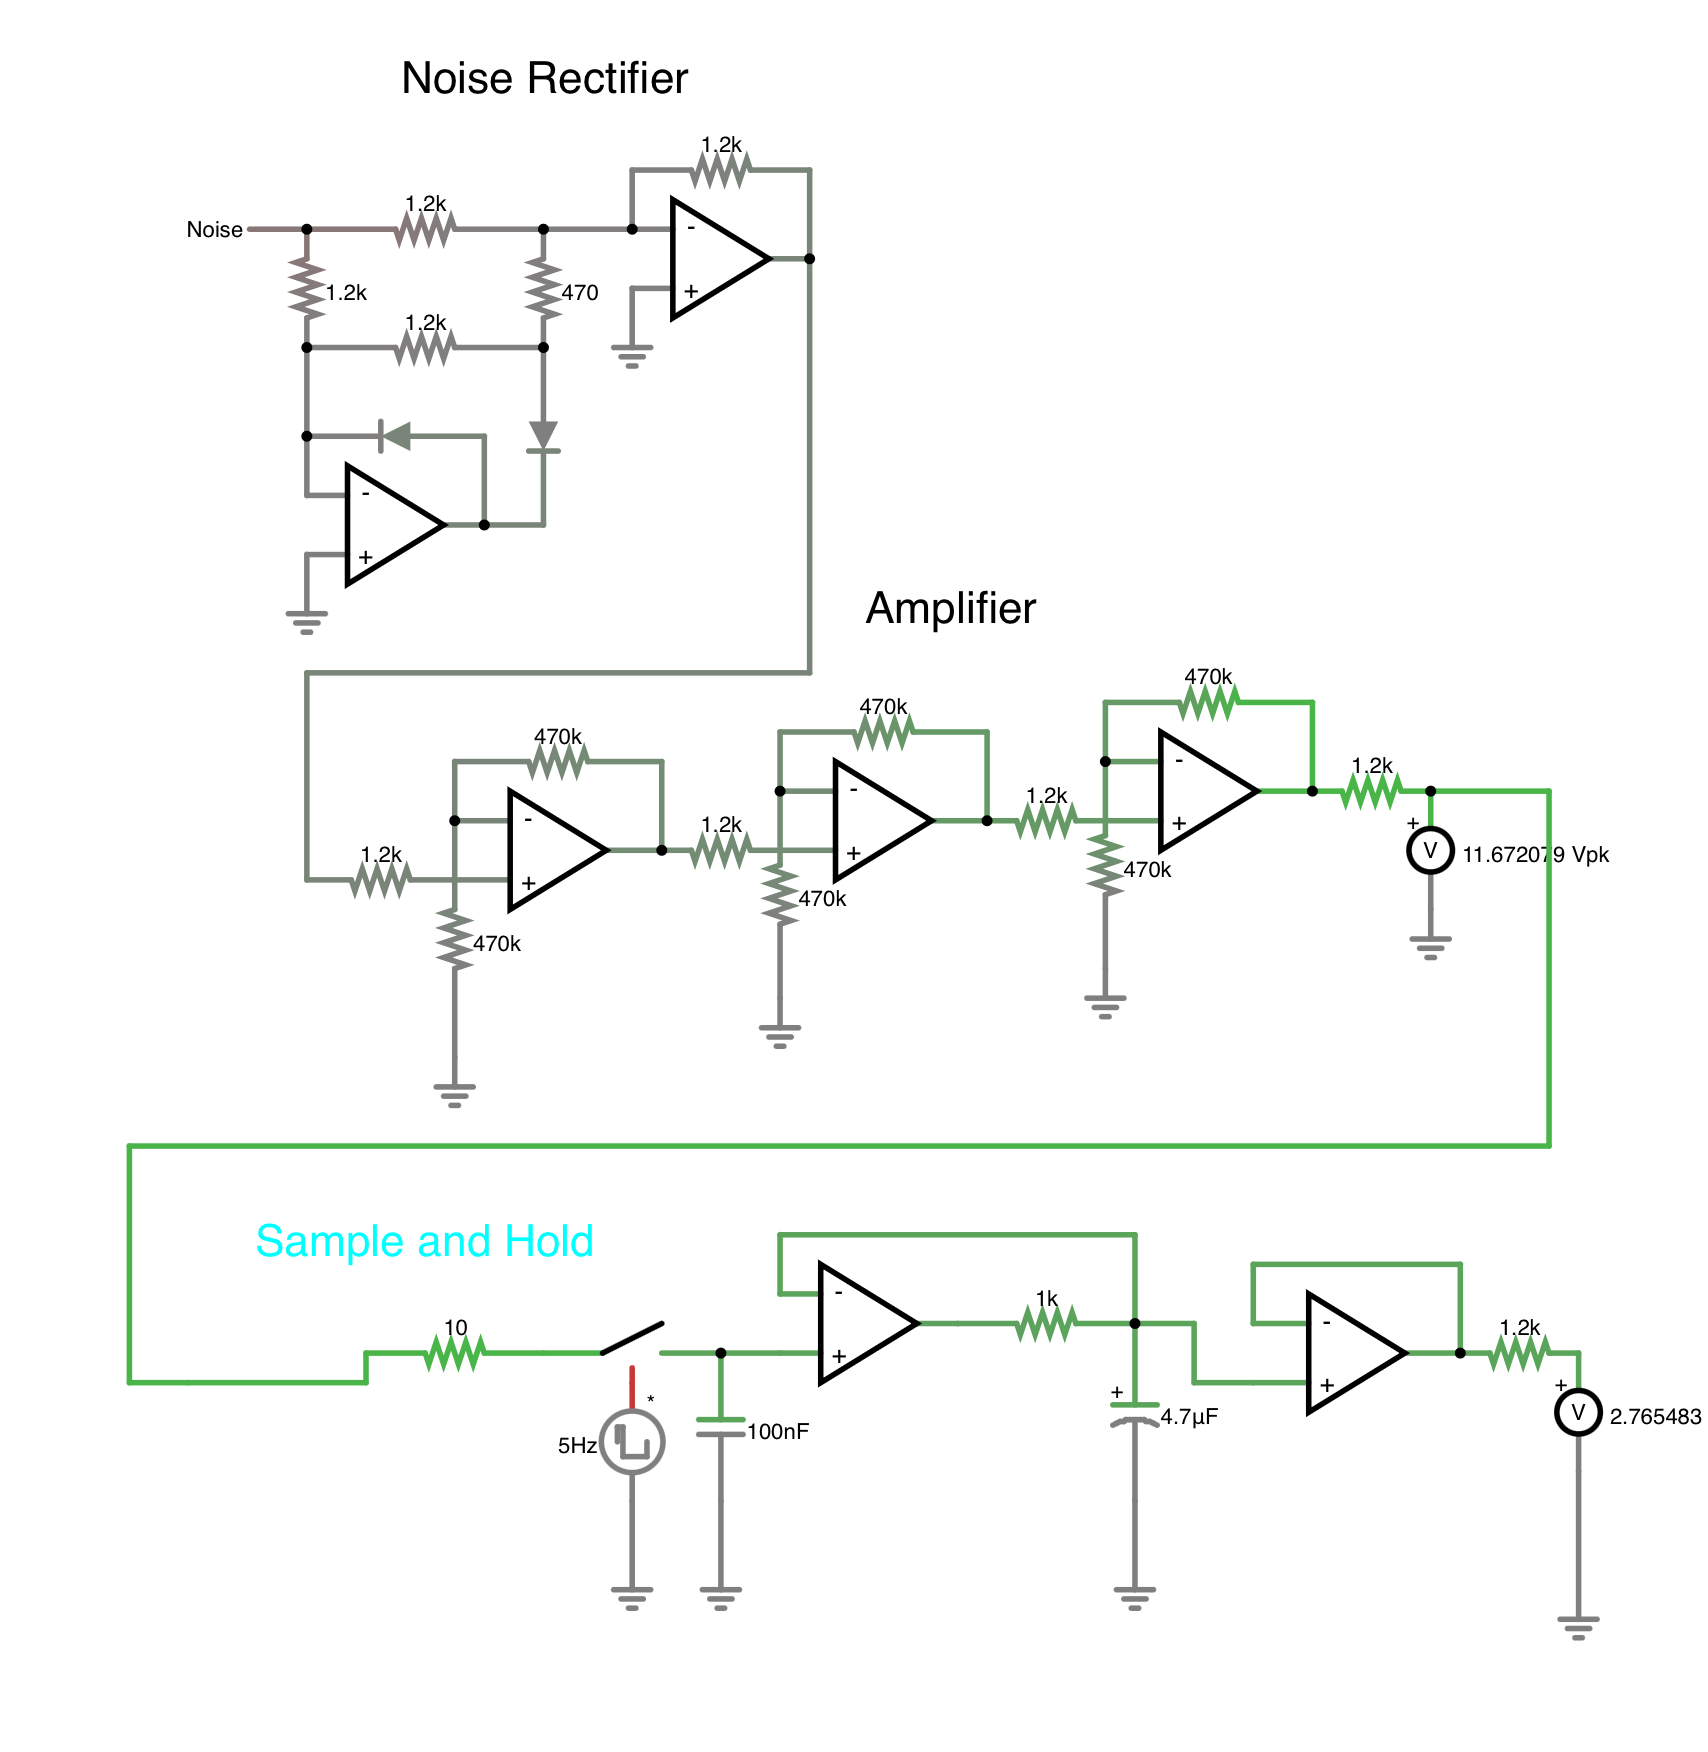 Noise Rectifier
1.2k
1.2k
Noise
1.2k
470
1.2k
-
+
-
+
Amplifier
470k
470k
470k
-
+
1.2k
-
+
1.2k
-
+
1.2k
1.2k
470k
470k
470k
+
V
11.672079 Vpk
Sample and Hold
10
5Hz
*
100nF
-
+
1k
+
4.7µF
-
+
1.2k
+
V
2.765483